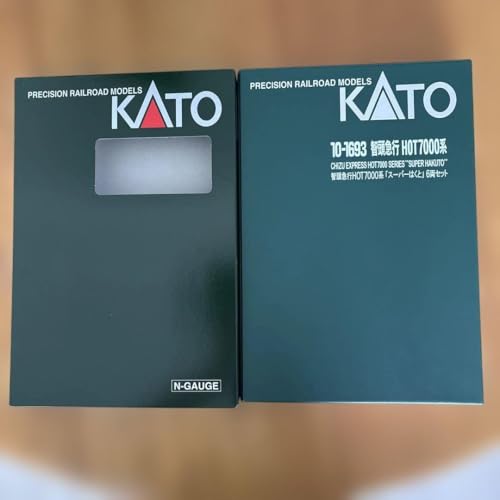 PRECISION RAILROAD MODELS
KATO
N-GAUGE
PRECISION RAILROAD MODELS
KATO
10-1693 智頭急行 HOT7000系
CHIZU EXPRESS HOT7000 SERIES "SUPER HAKUTO"
智頭急行HOT7000系「スーパーはくと」6両セット